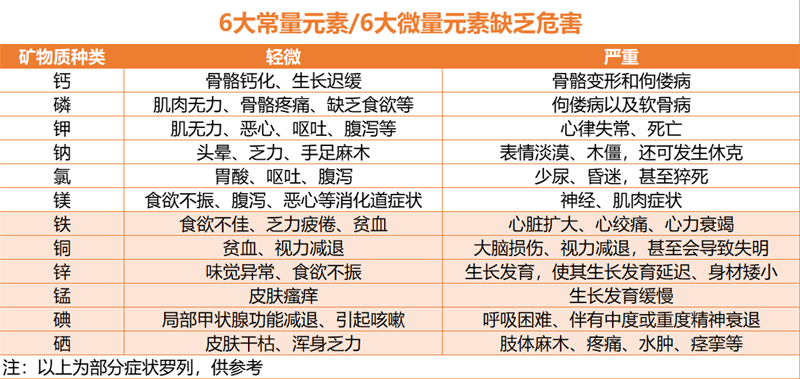 6大常量元素/6大微量元素缺乏危害
矿物质种类 轻微 严重
钙 骨骼钙化、生长迟缓 骨骼变形和佝偻病
磷 肌肉无力、骨骼疼痛、缺乏食欲等 佝偻病以及软骨病
钾 肌无力、恶心、呕吐、腹泻等 心律失常、死亡
钠 头晕、乏力、手足麻木 表情淡漠、木僵，还可发生休克
氯 胃酸、呕吐、腹泻 少尿、昏迷，甚至猝死
镁 食欲不振、腹泻、恶心等消化道症状 神经、肌肉症状
铁 食欲不佳、乏力疲倦、贫血 心脏扩大、心绞痛、心力衰竭
铜 贫血、视力减退 大脑损伤、视力减退，甚至会导致失明
锌 味觉异常、食欲不振 生长发育，使其生长发育延迟、身材矮小
锰 皮肤瘙痒 生长发育缓慢
碘 局部甲状腺功能减退、引起咳嗽 呼吸困难、伴有中度或重度精神衰退
硒 皮肤干枯、浑身乏力 肢体麻木、疼痛、水肿、痉挛等
注：以上为部分症状罗列，供参考